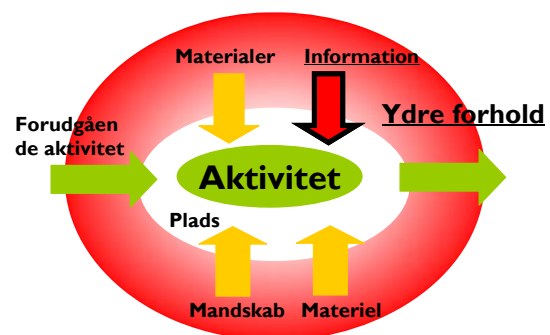 Materialer
Information
Ydre forhold
Forudgåen
de aktivitet
Aktivitet
Plads
Mandskab
Materiel